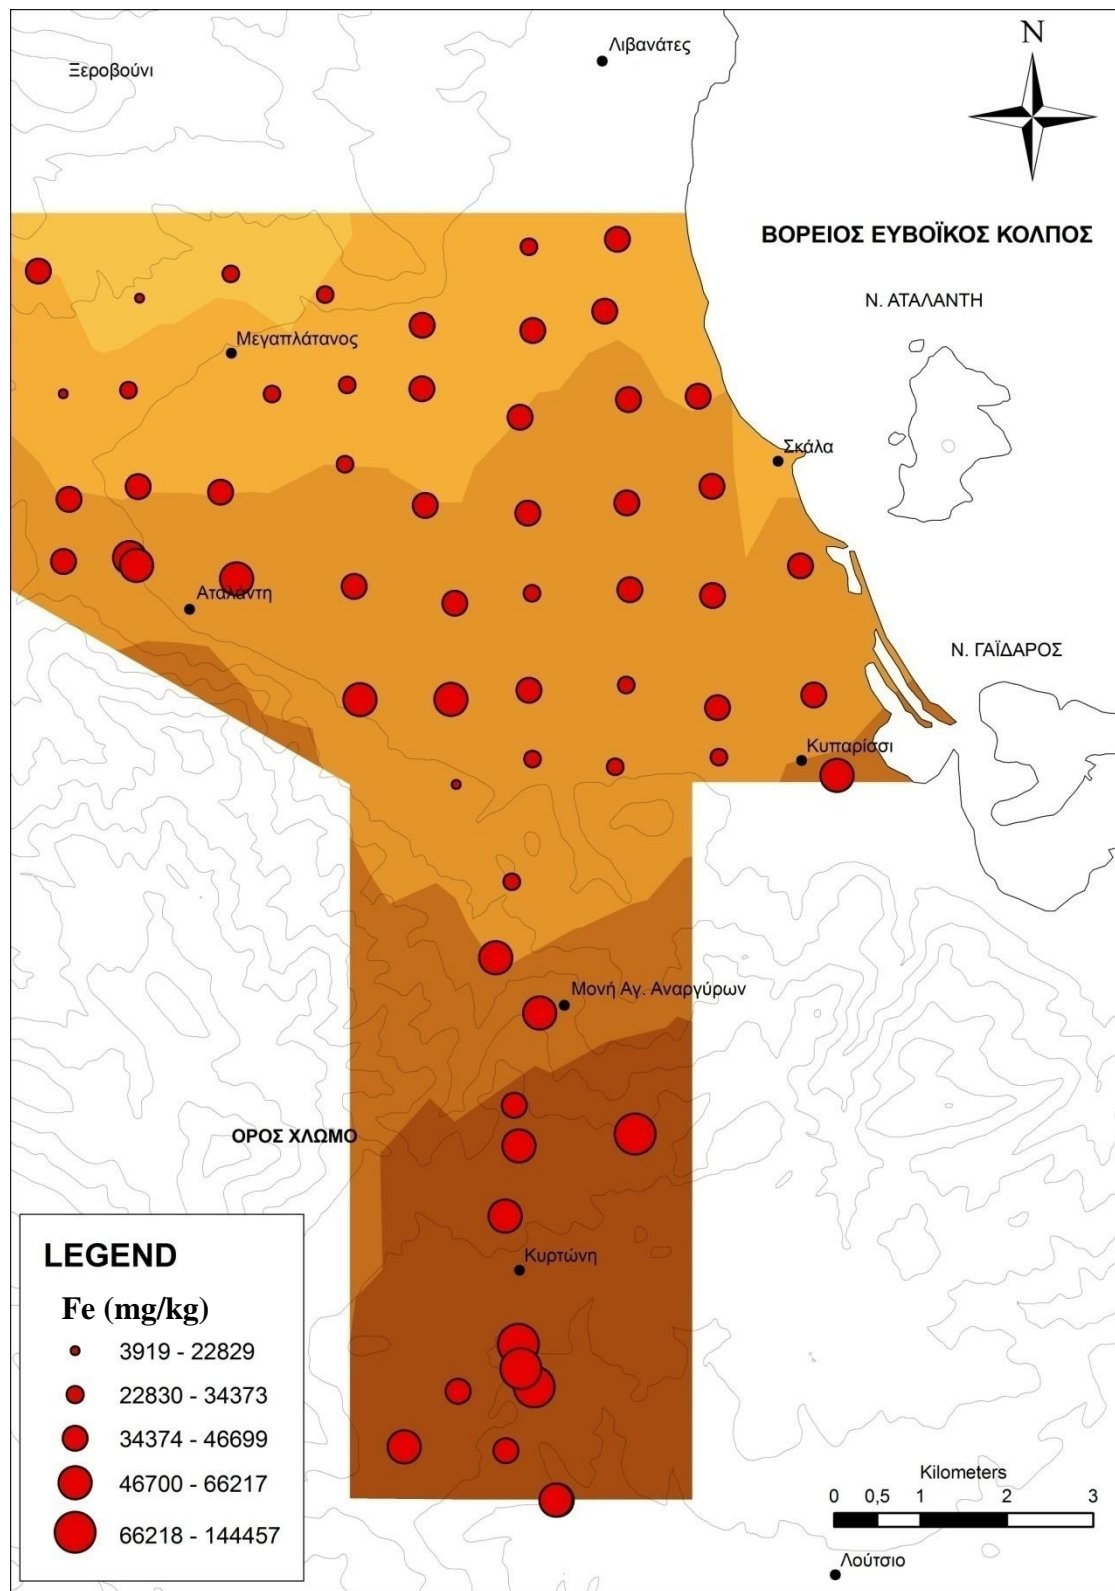 Λιβανάτες
Ξεροβούνι
N
ΒΟΡΕΙΟΣ ΕΥΒΟΪΚΟΣ ΚΟΛΠΟΣ
Ν. ΑΤΑΛΑΝΤΗ
Μεγαπλάτανος
Σκάλα
Αταλάντη
Ν. ΓΑΪΔΑΡΟΣ
Κυπαρίσσι
Μονή Αγ. Αναργύρων
ΟΡΟΣ ΧΛΩΜΟ
Κυρτώνη
LEGEND
Fe (mg/kg)
3919 - 22829
22830 - 34373
34374 - 46699
46700 - 66217
66218 - 144457
Kilometers
0 0,5 1 2 3
Λούτσιο